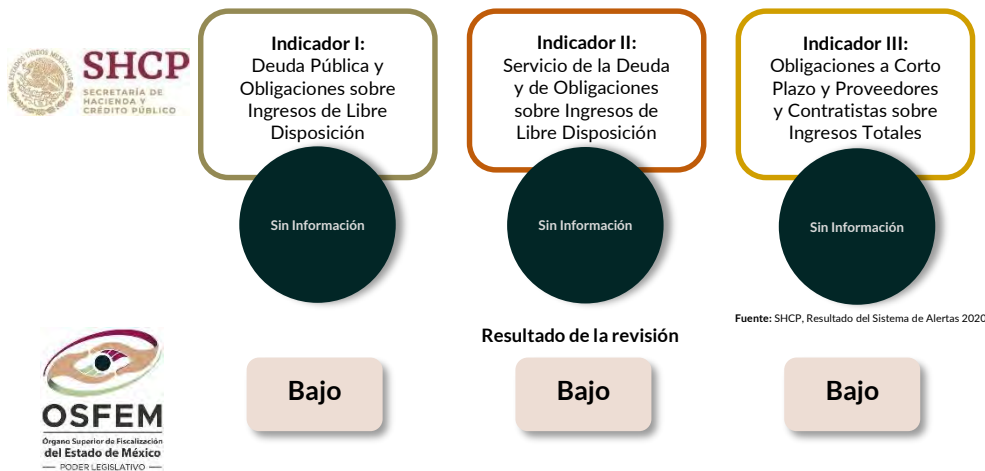 SHCP
SECRETARÍA DE
HACIENDA Y
CRÉDITO PÚBLICO
Indicador I:
Deuda Pública y
Obligaciones sobre
Ingresos de Libre
Disposición
Sin Información
Indicador II:
Servicio de la Deuda
y de Obligaciones
sobre Ingresos de
Libre Disposición
Sin Información
Indicador III:
Obligaciones a Corto
Plazo y Proveedores
y Contratistas sobre
Ingresos Totales
Sin Información
Fuente: SHCP, Resultado del Sistema de Alertas 2020
Resultado de la revisión
OSFEM
Órgano Superior de Fiscalización
del Estado de México
PODER LEGISLATIVO
Bajo
Bajo
Bajo